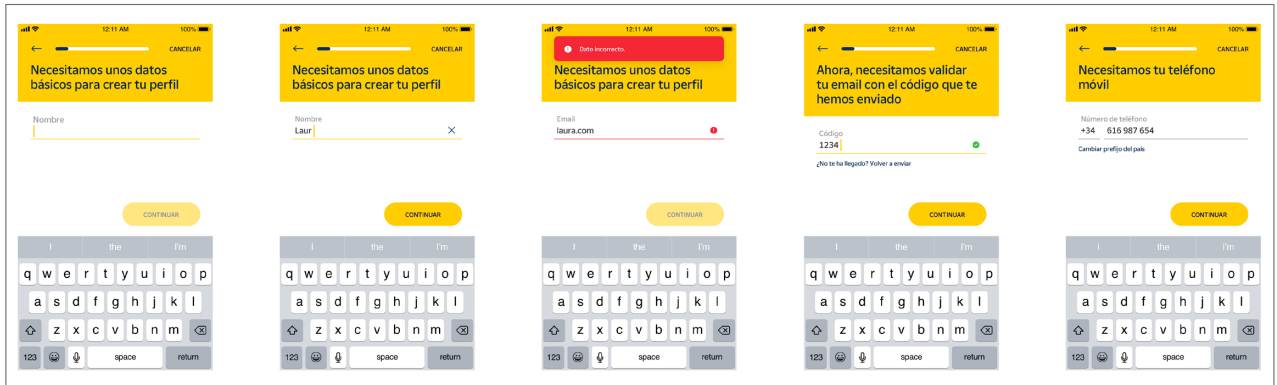 12:11 AM 100%
CANCELAR
Necesitamos unos datos
básicos para crear tu perfil
Nombre
CONTINUAR
I the I'm
q w e r t y u i o p
a s d f g h j k l
z x c v b n m
123 space return
12:11 AM 100%
CANCELAR
Necesitamos unos datos
básicos para crear tu perfil
Nombre
Laur
CONTINUAR
I the I'm
q w e r t y u i o p
a s d f g h j k l
z x c v b n m
123 space return
12:11 AM 100%
Dato incorrecto.
Necesitamos unos datos
básicos para crear tu perfil
Email
laura.com
CONTINUAR
I the I'm
q w e r t y u i o p
a s d f g h j k l
z x c v b n m
123 space return
12:11 AM 100%
CANCELAR
Ahora, necesitamos validar
tu email con el código que te
hemos enviado
Código
1234
¿No te ha llegado? Volver a enviar
CONTINUAR
I the I'm
q w e r t y u i o p
a s d f g h j k l
z x c v b n m
123 space return
12:11 AM 100%
CANCELAR
Necesitamos tu teléfono
móvil
Número de teléfono
+34 616 987 654
Cambiar prefijo del país
CONTINUAR
I the I'm
q w e r t y u i o p
a s d f g h j k l
z x c v b n m
123 space return